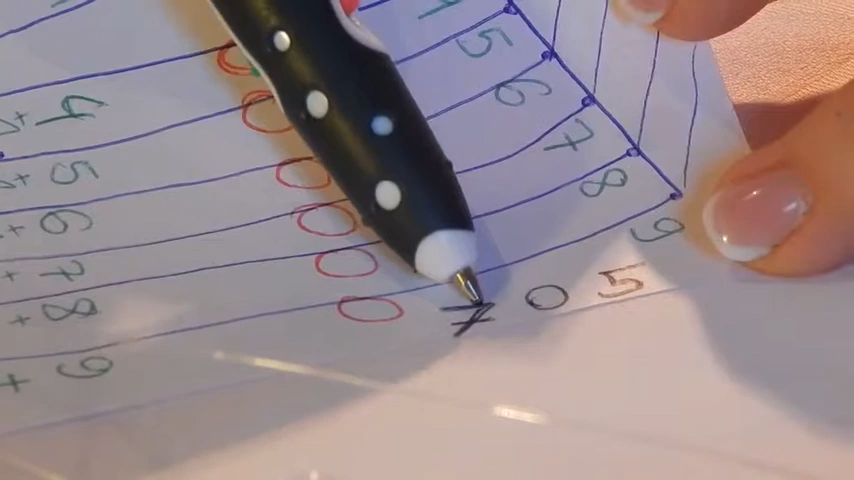 4
5
+ 4 0 6
+ 5 0 7
+ 6 0 8
+ 7 0 9
+ 8 0
+ 9 0 7 0 5